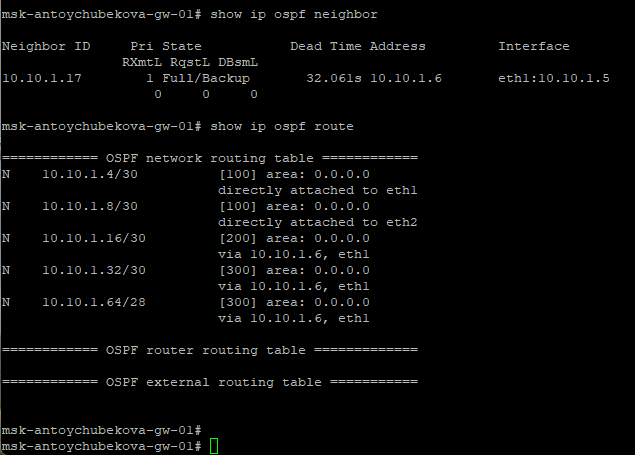 msk-antoychubekova-gw-01# show ip ospf neighbor
Neighbor ID     Pri State           Dead Time Address         Interface
               RXmtL RqstL DBsmL
10.10.1.17        1 Full/Backup       32.061s 10.10.1.6       eth1:10.10.1.5
                   0     0     0
msk-antoychubekova-gw-01# show ip ospf route
============ OSPF network routing table ============
N    10.10.1.4/30          [100] area: 0.0.0.0
                           directly attached to eth1
N    10.10.1.8/30          [100] area: 0.0.0.0
                           directly attached to eth2
N    10.10.1.16/30         [200] area: 0.0.0.0
                           via 10.10.1.6, eth1
N    10.10.1.32/30         [300] area: 0.0.0.0
                           via 10.10.1.6, eth1
N    10.10.1.64/28         [300] area: 0.0.0.0
                           via 10.10.1.6, eth1
============ OSPF router routing table =============
============ OSPF external routing table ===========
msk-antoychubekova-gw-01#
msk-antoychubekova-gw-01#